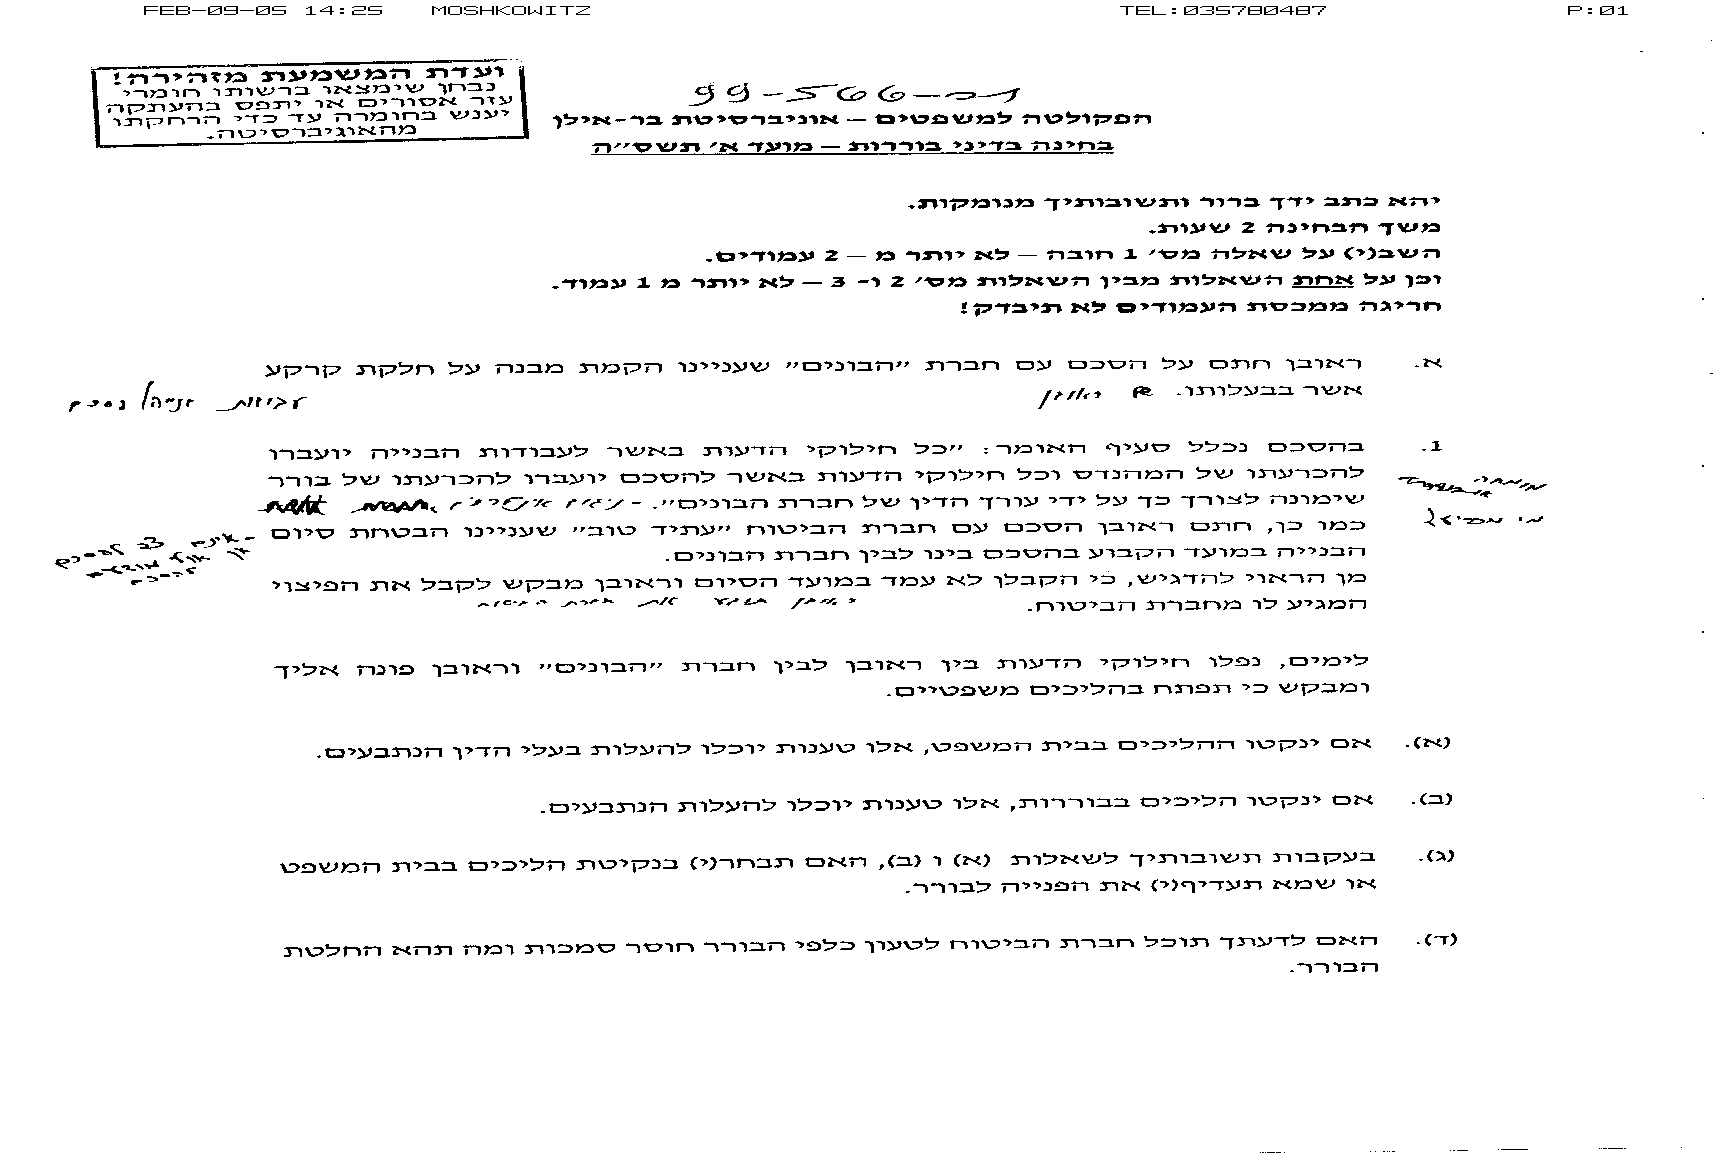 FEB-09-05 14:25 MOSHKOWITZ TEL:035780487 P:01
ועדת המשמעת מזהירה!
נבחן שימצאו ברשותו חומרי
עזר אסורים או יתפס בהעתקה
יענש בחומרה עד כדי הרחקתו
מהאוניברסיטה.
99-566-01
הפקולטה למשפטים – אוניברסיטת בר-אילן
בחינה בדיני בוררות – מועד א' תשס"ה
יהא כתב ידך ברור ותשובותיך מנומקות.
משך הבחינה 2 שעות.
השב(י) על שאלה מס' 1 חובה – לא יותר מ – 2 עמודים.
וכן על אחת השאלות מבין השאלות מס' 2 ו- 3 – לא יותר מ 1 עמוד.
חריגה ממכסת העמודים לא תיבדק!
א. ראובן חתם על הסכם עם חברת "הבונים" שעניינו הקמת מבנה על חלקת קרקע
אשר בבעלותו.
1. בהסכם נכלל סעיף האומר: "כל חילוקי הדעות באשר לעבודות הבנייה יועברו
להכרעתו של המהנדס וכל חילוקי הדעות באשר להסכם יועברו להכרעתו של בורר
שימונה לצורך כך על ידי עורך הדין של חברת הבונים".
כמו כן, חתם ראובן הסכם עם חברת הביטוח "עתיד טוב" שעניינו הבטחת סיום
הבנייה במועד הקבוע בהסכם בינו לבין חברת הבונים.
מן הראוי להדגיש, כי הקבלן לא עמד במועד הסיום וראובן מבקש לקבל את הפיצוי
המגיע לו מחברת הביטוח.
לימים, נפלו חילוקי הדעות בין ראובן לבין חברת "הבונים" וראובן פונה אליך
ומבקש כי תפתח בהליכים משפטיים.
(א). אם ינקטו ההליכים בבית המשפט, אלו טענות יוכלו להעלות בעלי הדין הנתבעים.
(ב). אם ינקטו הליכים בבוררות, אלו טענות יוכלו להעלות הנתבעים.
(ג). בעקבות תשובותיך לשאלות (א) ו (ב), האם תבחר(י) בנקיטת הליכים בבית המשפט
או שמא תעדיף(י) את הפנייה לבורר.
(ד). האם לדעתך תוכל חברת הביטוח לטעון כלפי הבורר חוסר סמכות ומה תהא החלטת
הבורר.